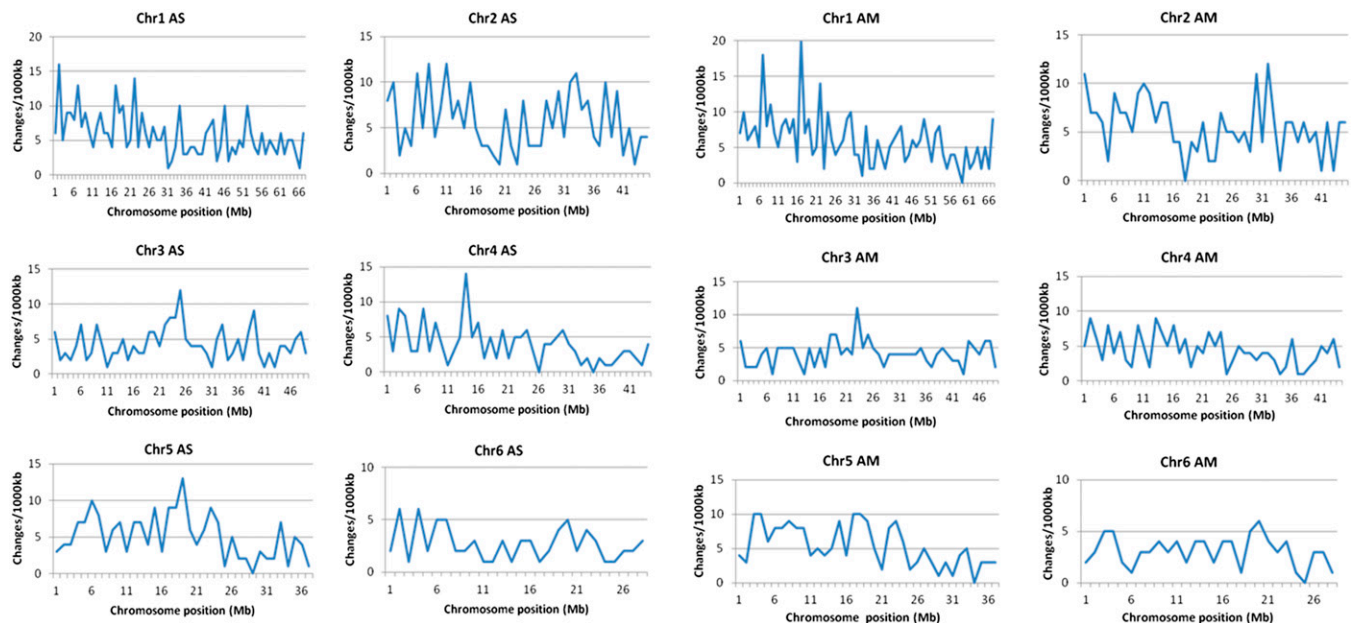 Chr1 AS
Changes/1000kb
20
15
10
5
0
1 6 11 16 21 26 31 36 41 46 51 56 61 66
Chromosome position (Mb)
Chr2 AS
Changes/1000kb
15
10
5
0
1 6 11 16 21 26 31 36 41
Chromosome position (Mb)
Chr1 AM
Changes/1000kb
20
15
10
5
0
1 6 11 16 21 26 31 36 41 46 51 56 61 66
Chromosome position (Mb)
Chr2 AM
Changes/1000kb
15
10
5
0
1 6 11 16 21 26 31 36 41
Chromosome position (Mb)
Chr3 AS
Changes/1000kb
15
10
5
0
1 6 11 16 21 26 31 36 41 46
Chromosome position (Mb)
Chr4 AS
Changes/1000kb
15
10
5
0
1 6 11 16 21 26 31 36 41
Chromosome position (Mb)
Chr3 AM
Changes/1000kb
15
10
5
0
1 6 11 16 21 26 31 36 41 46
Chromosome position (Mb)
Chr4 AM
Changes/1000kb
15
10
5
0
1 6 11 16 21 26 31 36 41
Chromosome position (Mb)
Chr5 AS
Changes/1000kb
15
10
5
0
1 6 11 16 21 26 31 36
Chromosome position (Mb)
Chr6 AS
Changes/1000kb
10
5
0
1 6 11 16 21 26
Chromosome position (Mb)
Chr5 AM
Changes/1000kb
15
10
5
0
1 6 11 16 21 26 31 36
Chromosome position (Mb)
Chr6 AM
Changes/1000kb
10
5
0
1 6 11 16 21 26
Chromosome position (Mb)